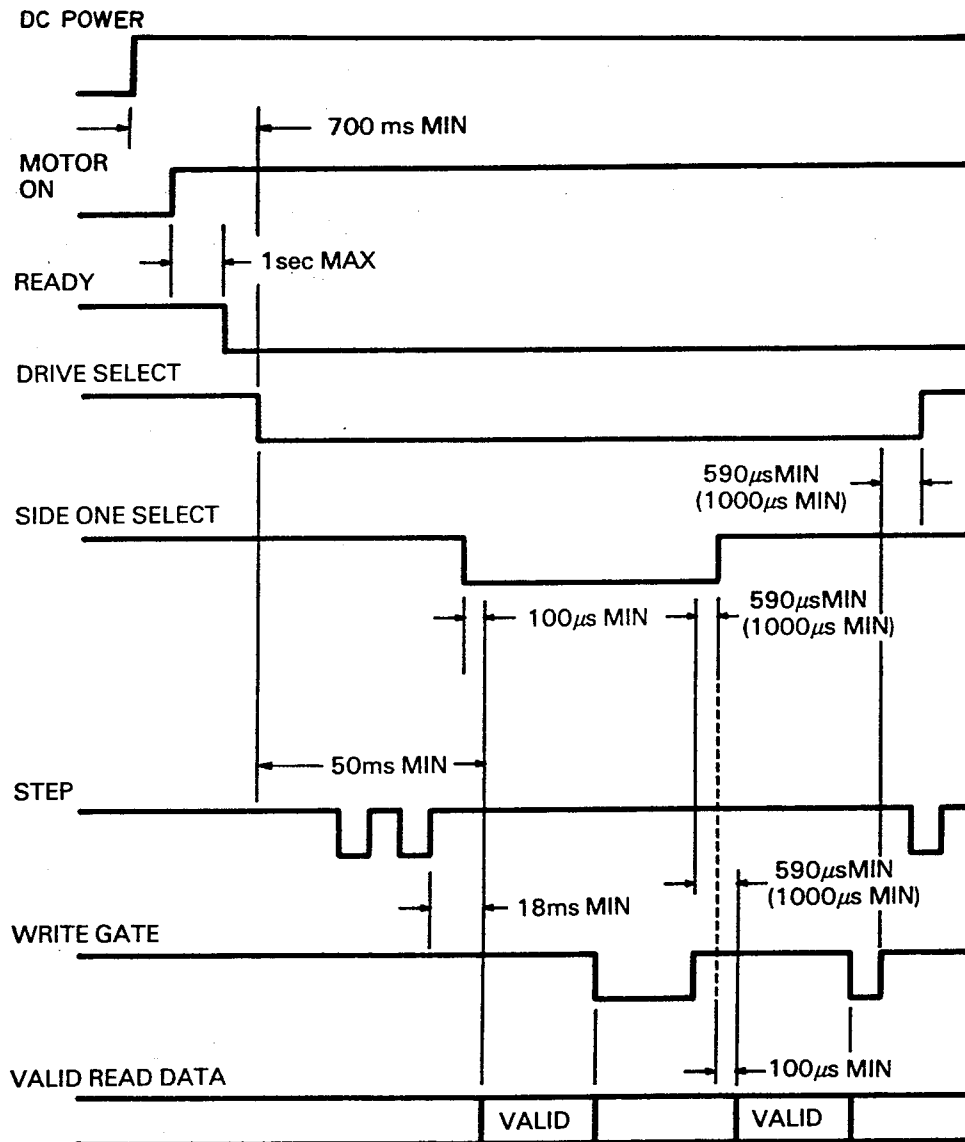 DC POWER
700 ms MIN
MOTOR
ON
1sec MAX
READY
DRIVE SELECT
590μsMIN
(1000μs MIN)
SIDE ONE SELECT
100μs MIN
590μsMIN
(1000μs MIN)
50ms MIN
STEP
590μsMIN
(1000μs MIN)
18ms MIN
WRITE GATE
100μs MIN
VALID READ DATA
VALID
VALID